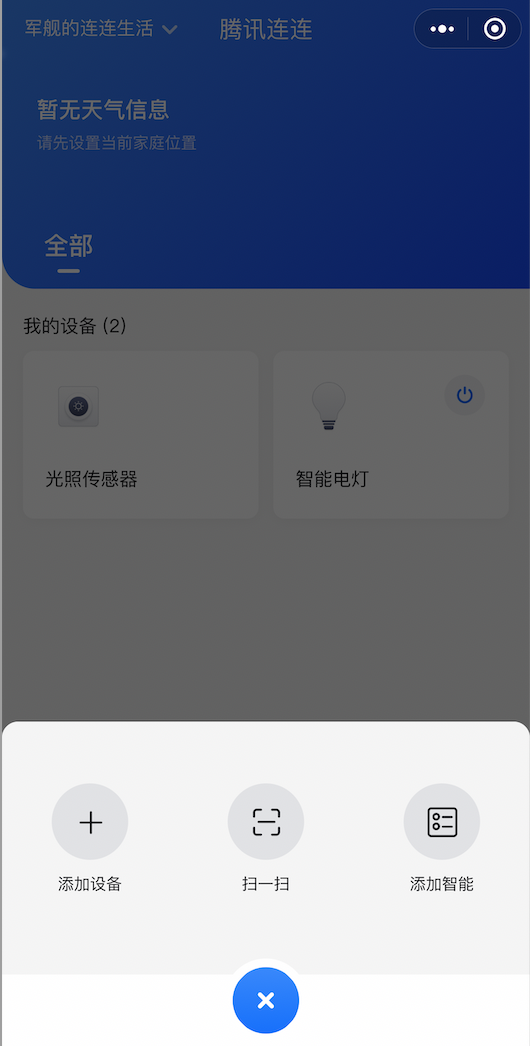 军舰的连连生活
腾讯连连
暂无天气信息
请先设置当前家庭位置
全部
我的设备 (2)
光照传感器
智能电灯
添加设备
扫一扫
添加智能